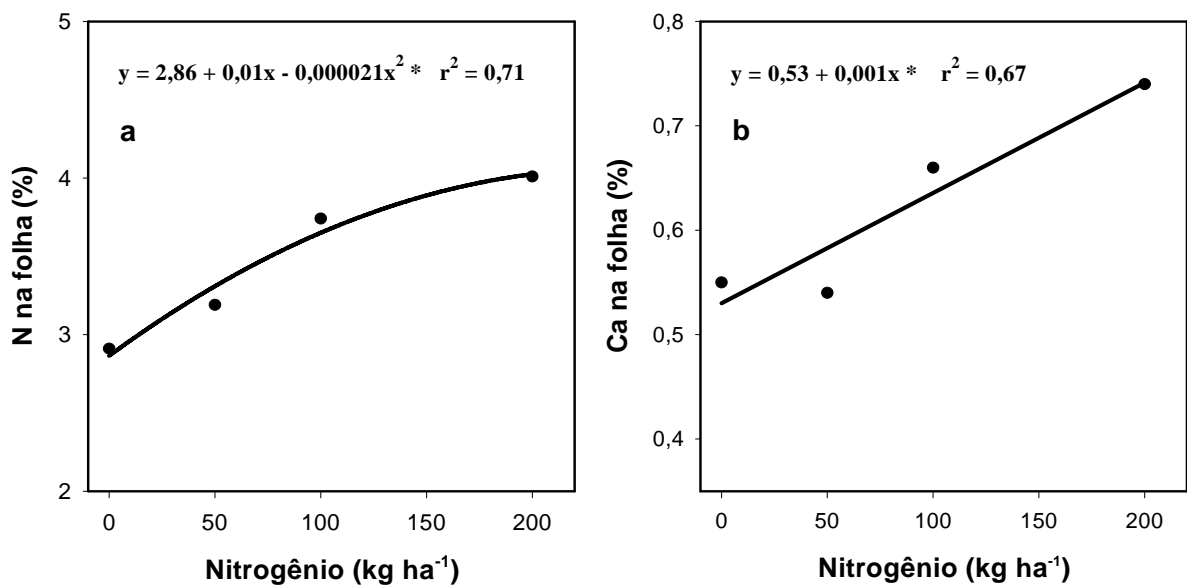 5
y = 2,86 + 0,01x - 0,000021x² * r² = 0,71
a
4
3
2
N na folha (%)
0 50 100 150 200
Nitrogênio (kg ha⁻¹)
0,8
y = 0,53 + 0,001x * r² = 0,67
b
0,7
0,6
0,5
0,4
Ca na folha (%)
0 50 100 150 200
Nitrogênio (kg ha⁻¹)